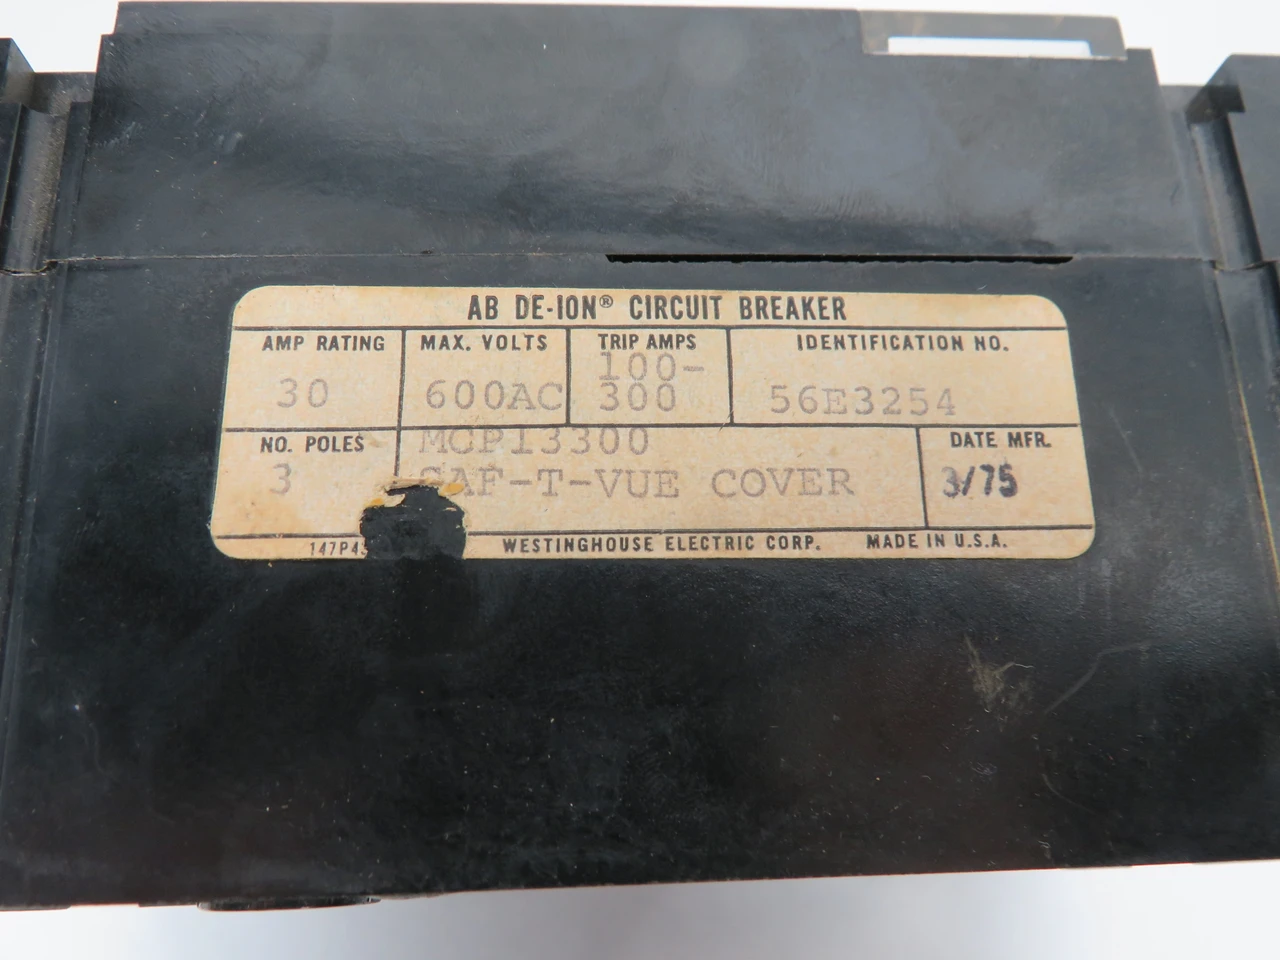 AB DE-ION® CIRCUIT BREAKER
AMP RATING MAX. VOLTS TRIP AMPS IDENTIFICATION NO.
100-
30 600AC 300 56E3254
NO. POLES MCP13300 DATE MFR.
3 SAF-T-VUE COVER 3/75
WESTINGHOUSE ELECTRIC CORP. MADE IN U.S.A.